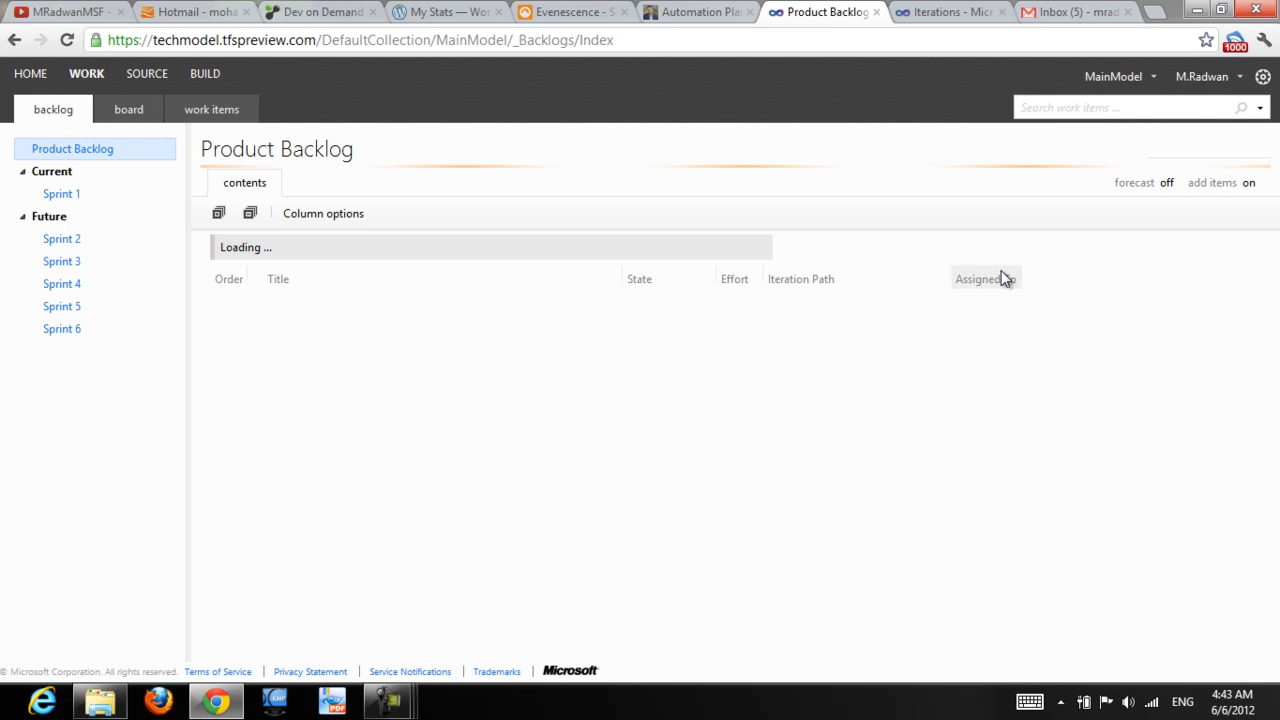 MRadwanMSF -
Hotmail - moha
Dev on Demand
My Stats — Wor
Evenescence - S
Automation Plan
Product Backlog
Iterations - Micr
Inbox (5) - mrad
https://techmodel.tfspreview.com/DefaultCollection/MainModel/_Backlogs/Index
1000
HOME WORK SOURCE BUILD
MainModel M.Radwan
backlog board work items
Search work items ...
Product Backlog
Current
Sprint 1
Future
Sprint 2
Sprint 3
Sprint 4
Sprint 5
Sprint 6
Product Backlog
contents
forecast off add items on
Column options
Loading ...
Order Title State Effort Iteration Path Assigned
© Microsoft Corporation. All rights reserved. Terms of Service | Privacy Statement | Service Notifications | Trademarks | Microsoft
PDF
ENG
4:43 AM
6/6/2012